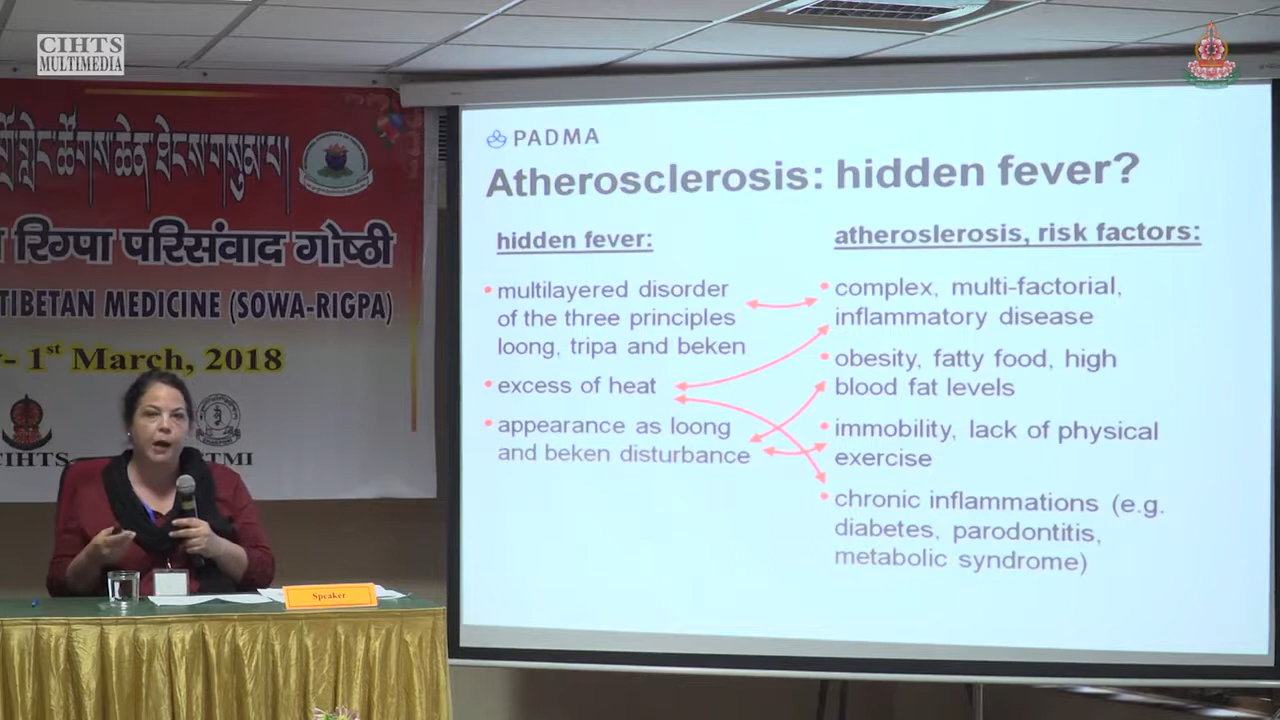 CIHTS
MULTIMEDIA
རིག་པ་གསུམ་པ།
रिग्पा परिसंवाद गोष्ठी
TIBETAN MEDICINE (SOWA-RIGPA)
- 1st March, 2018
CIHTS
TMI
Speaker
PADMA
Atherosclerosis: hidden fever?
hidden fever:
• multilayered disorder
of the three principles
loong, tripa and beken
• excess of heat
• appearance as loong
and beken disturbance
atheroslerosis, risk factors:
• complex, multi-factorial,
inflammatory disease
• obesity, fatty food, high
blood fat levels
• immobility, lack of physical
exercise
• chronic inflammations (e.g.
diabetes, parodontitis,
metabolic syndrome)